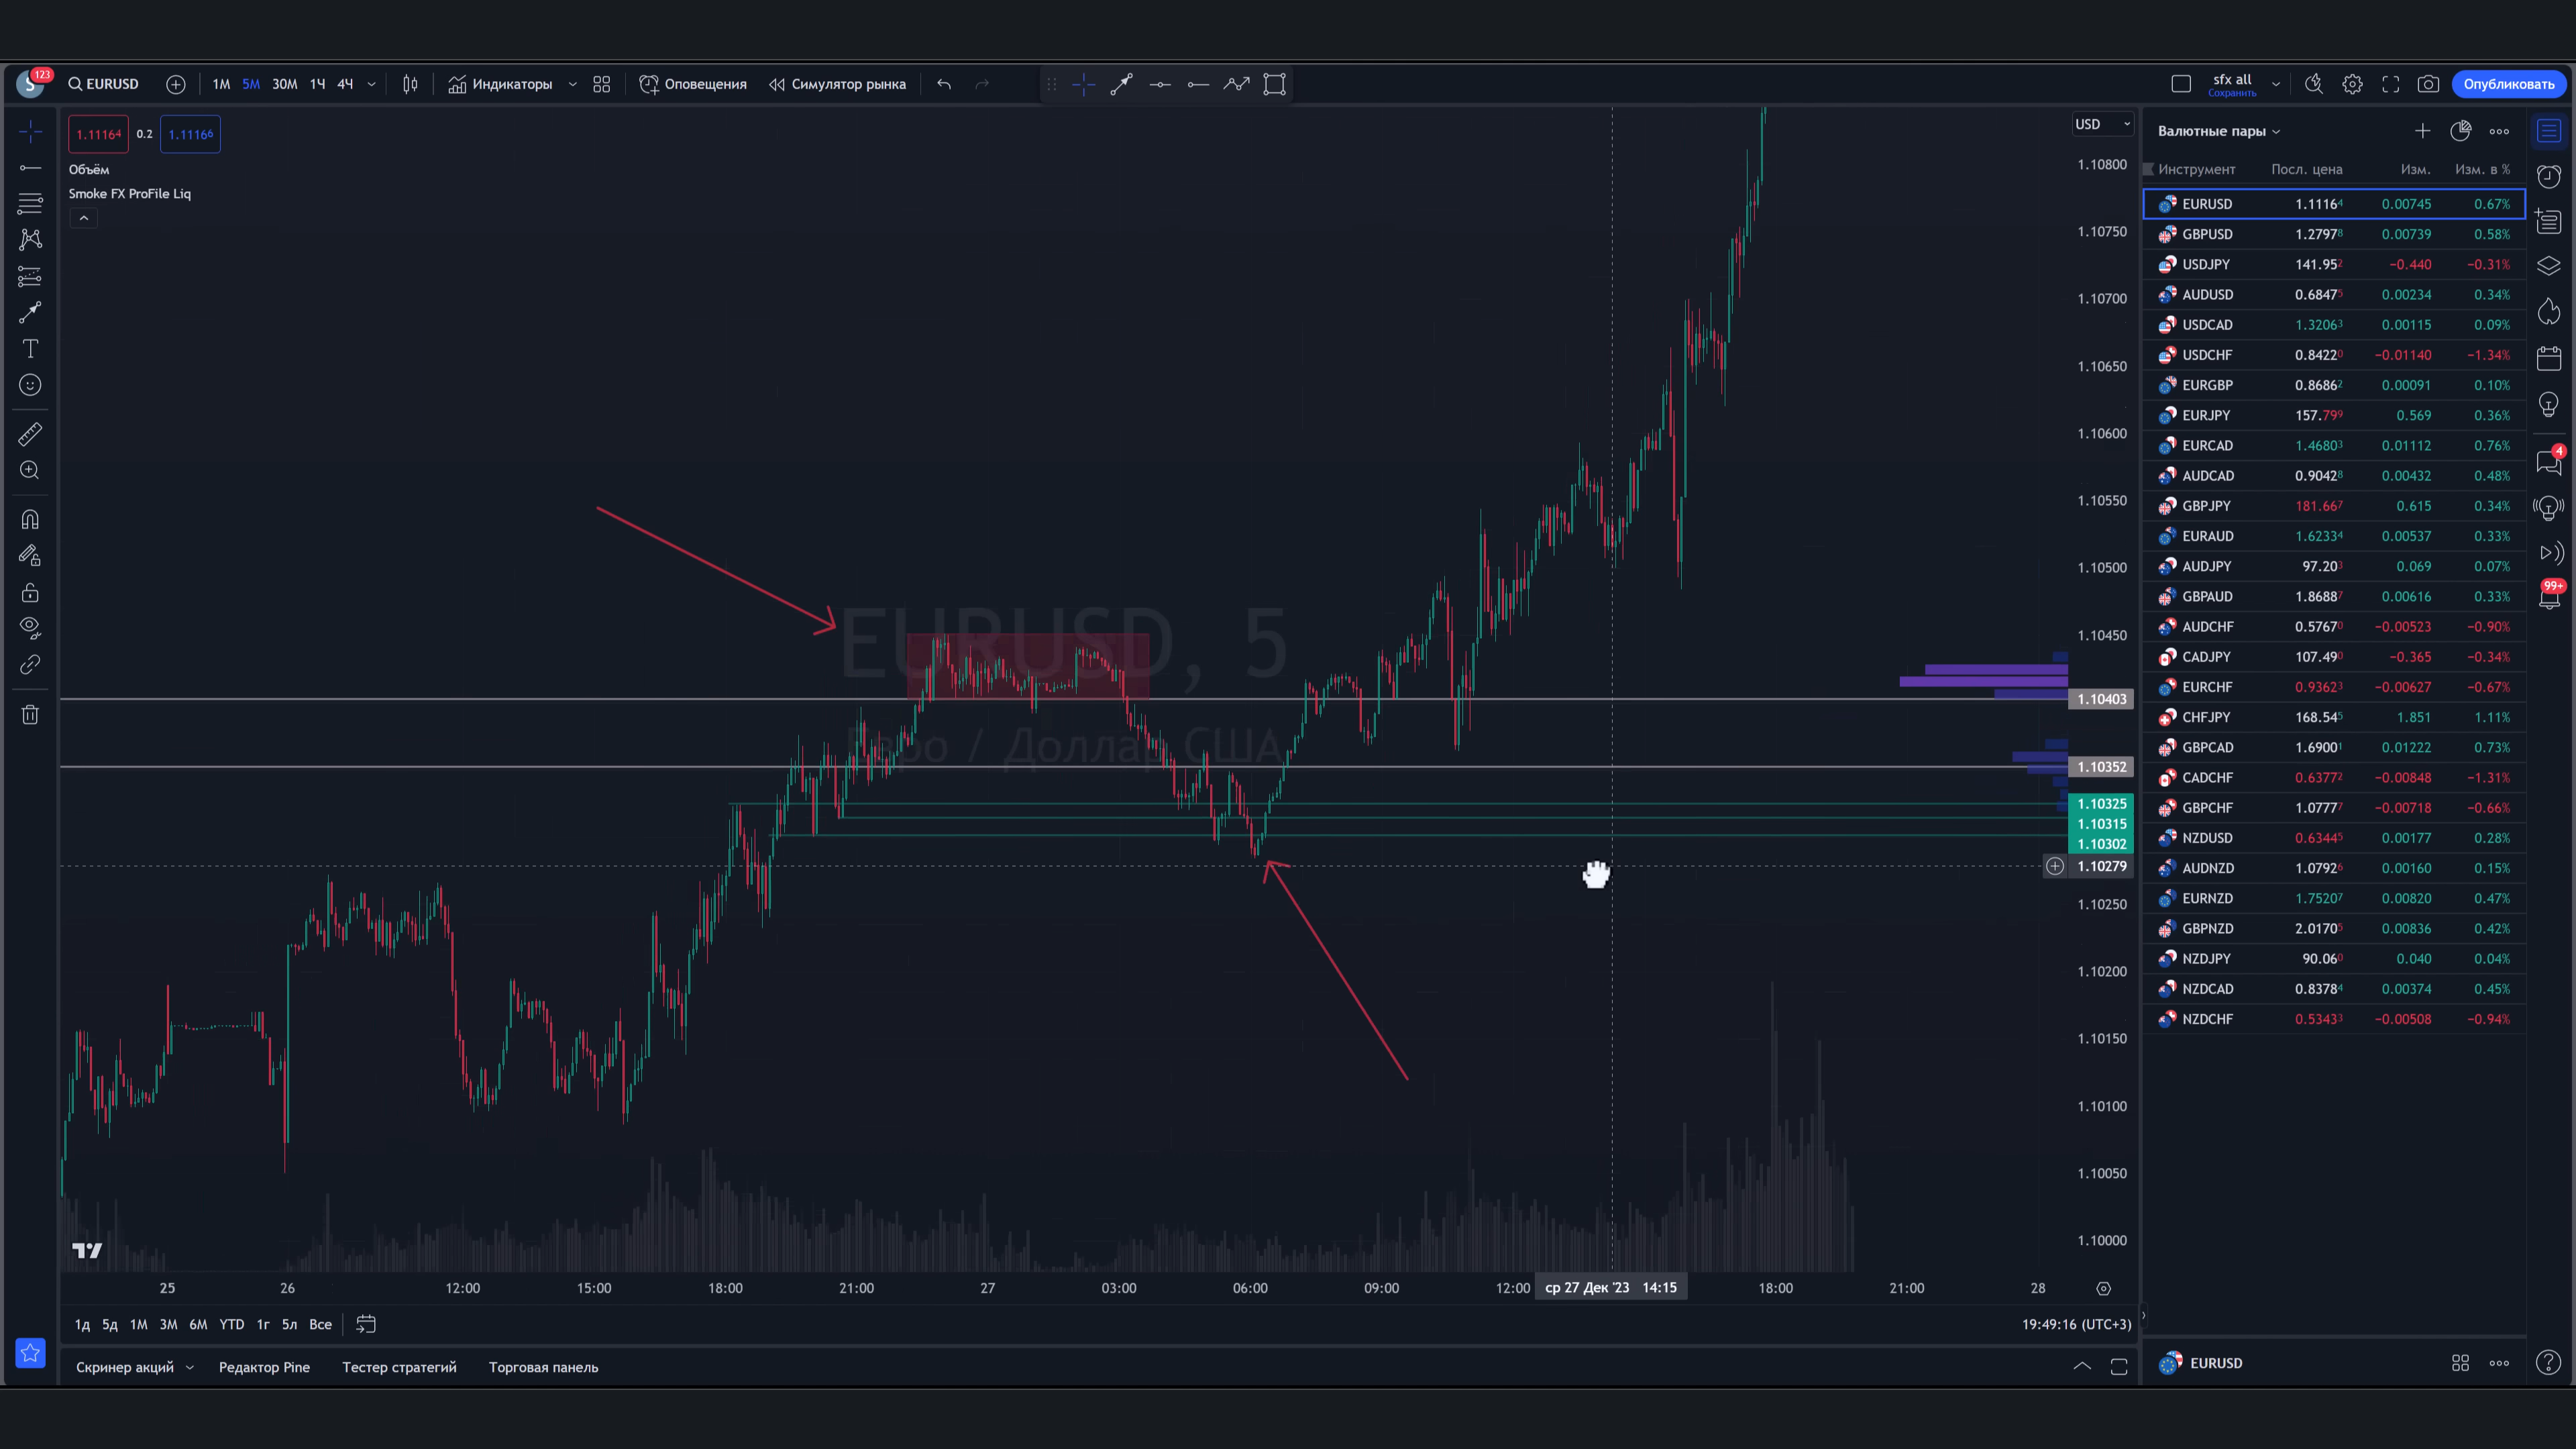 S 123 EURUSD 1М 5М 30М 1Ч 4Ч Индикаторы Оповещения Симулятор рынка sfx all Опубликовать
Сохранить
1.11164 0.2 1.11166
Объём
Smoke FX ProFile Liq
EURUSD, 5
Евро / Доллар США
USD
1.10800
1.10750
1.10700
1.10650
1.10600
1.10550
1.10500
1.10450
1.10403
1.10352
1.10325
1.10315
1.10302
1.10279
1.10250
1.10200
1.10150
1.10100
1.10050
1.10000
25 26 12:00 15:00 18:00 21:00 27 03:00 06:00 09:00 12:00 ср 27 Дек '23 14:15 18:00 21:00 28
1д 5д 1М 3М 6М YTD 1г 5л Все 19:49:16 (UTC+3)
Скринер акций Редактор Pine Тестер стратегий Торговая панель
Валютные пары
Инструмент Посл. цена Изм. Изм. в %
EURUSD 1.11164 0.00745 0.67%
GBPUSD 1.27978 0.00739 0.58%
USDJPY 141.952 −0.440 −0.31%
AUDUSD 0.68475 0.00234 0.34%
USDCAD 1.32063 0.00115 0.09%
USDCHF 0.84220 −0.01140 −1.34%
EURGBP 0.86862 0.00091 0.10%
EURJPY 157.799 0.569 0.36%
EURCAD 1.46803 0.01112 0.76%
AUDCAD 0.90428 0.00432 0.48%
GBPJPY 181.667 0.615 0.34%
EURAUD 1.62334 0.00537 0.33%
AUDJPY 97.203 0.069 0.07%
GBPAUD 1.86887 0.00616 0.33%
AUDCHF 0.57670 −0.00523 −0.90%
CADJPY 107.490 −0.365 −0.34%
EURCHF 0.93623 −0.00627 −0.67%
CHFJPY 168.545 1.851 1.11%
GBPCAD 1.69001 0.01222 0.73%
CADCHF 0.63772 −0.00848 −1.31%
GBPCHF 1.07777 −0.00718 −0.66%
NZDUSD 0.63445 0.00177 0.28%
AUDNZD 1.07926 0.00160 0.15%
EURNZD 1.75207 0.00820 0.47%
GBPNZD 2.01705 0.00836 0.42%
NZDJPY 90.060 0.040 0.04%
NZDCAD 0.83784 0.00374 0.45%
NZDCHF 0.53433 −0.00508 −0.94%
EURUSD
4
99+